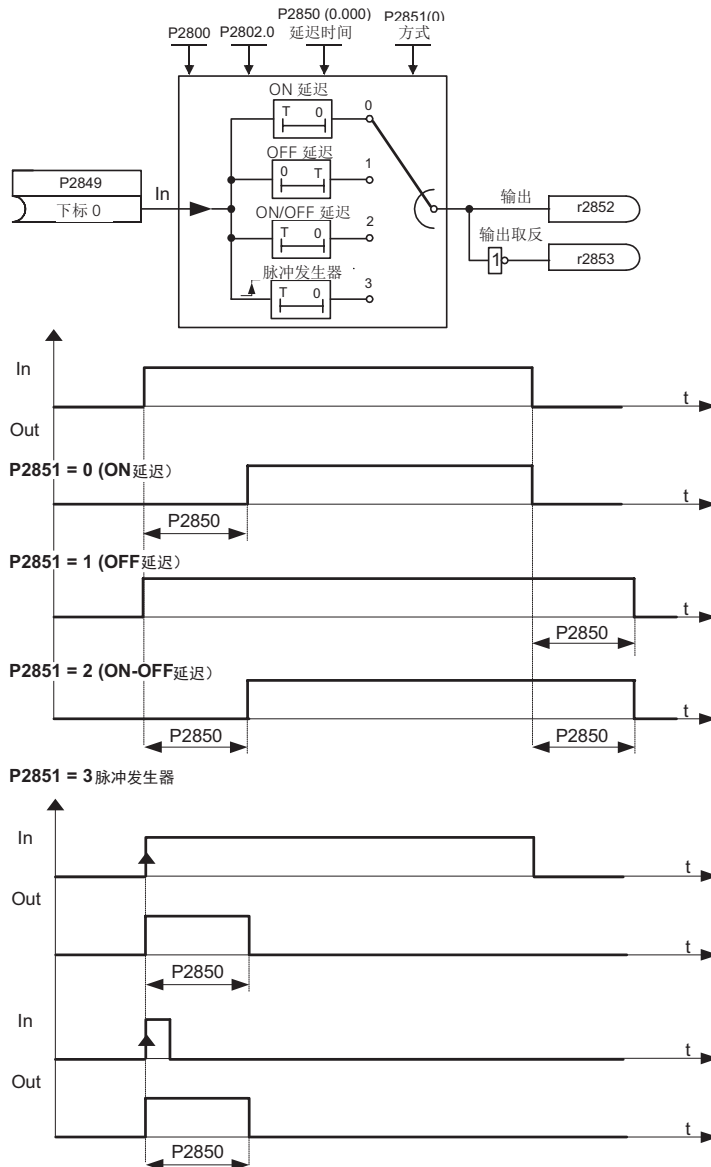 P2850 (0.000) P2851(0)
P2800 P2802.0 延迟时间 方式
ON 延迟
T 0 0
OFF 延迟
P2849 0 T 1
In
下标 0 ON/OFF 延迟
输出 r2852
T 0 2
输出取反
脉冲发生器 1 r2853
T 0 3
In
t
Out
P2851 = 0 (ON延迟)
t
P2850
P2851 = 1 (OFF延迟)
t
P2850
P2851 = 2 (ON-OFF延迟)
t
P2850 P2850
P2851 = 3脉冲发生器
In
t
Out
t
P2850
In
t
Out
t
P2850